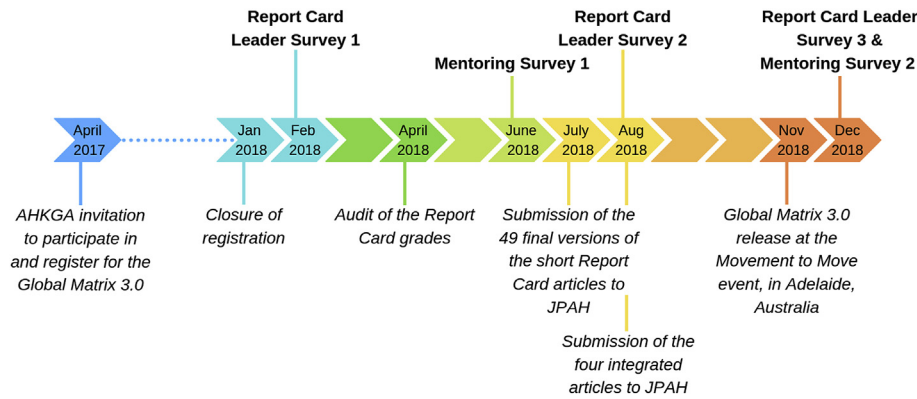 Report Card
Leader Survey 1
Mentoring Survey 1
Report Card
Leader Survey 2
Report Card Leader
Survey 3 &
Mentoring Survey 2
April
2017
Jan
2018
Feb
2018
April
2018
June
2018
July
2018
Aug
2018
Nov
2018
Dec
2018
AHKGA invitation
to participate in
and register for the
Global Matrix 3.0
Closure of
registration
Audit of the Report
Card grades
Submission of the
49 final versions of
the short Report
Card articles to
JPAH
Submission of the
four integrated
articles to JPAH
Global Matrix 3.0
release at the
Movement to Move
event, in Adelaide,
Australia